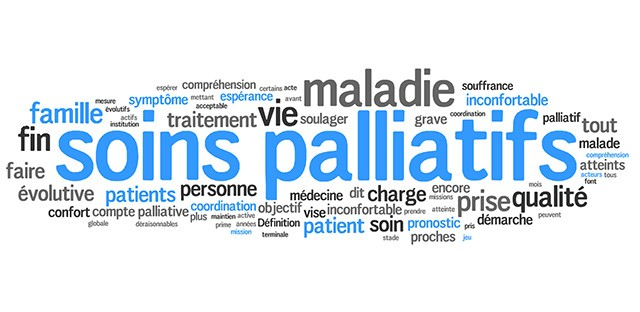 espérer compréhension certains acte maladie souffrance
mesure évolutifs symptôme mettant espérance avant inconfortable
famille actifs acceptable vie coordination palliatif
institution traitement soulager grave tout
fin soins palliatifs malade
compréhension
faire atteints
acteurs tous
évolutive patients personne médecine dit charge encore mois font
missions prise qualité
confort compte palliative coordination objectif vise inconfortable prendre atteinte
plus maintien active démarche peuvent
globale déraisonnables prime années Définition patient soin pronostic pris
mission
terminale stade proches jeu